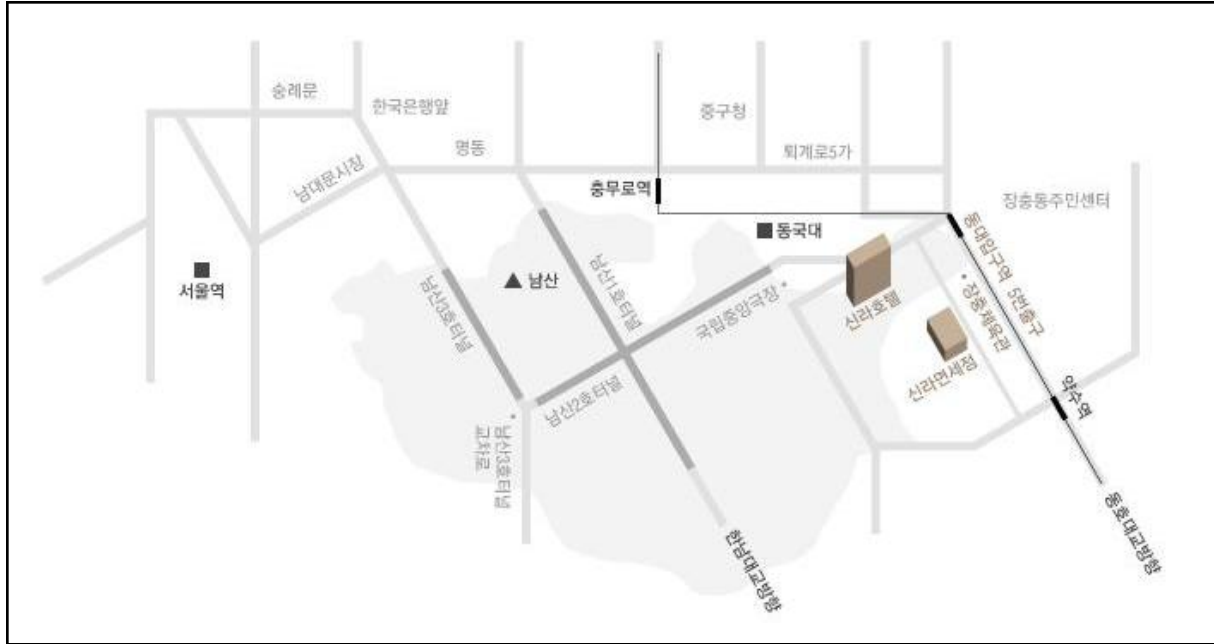 숭례문
한국은행앞
중구청
명동
퇴계로5가
남대문시장
충무로역
장충동주민센터
동국대
동대입구역 5번출구
서울역
남산
남산1호터널
남산3호터널
국립중앙극장
신라호텔
장충체육관
신라면세점
남산2호터널
약수역
남산3호터널
교차로
한남대교방향
동호대교방향